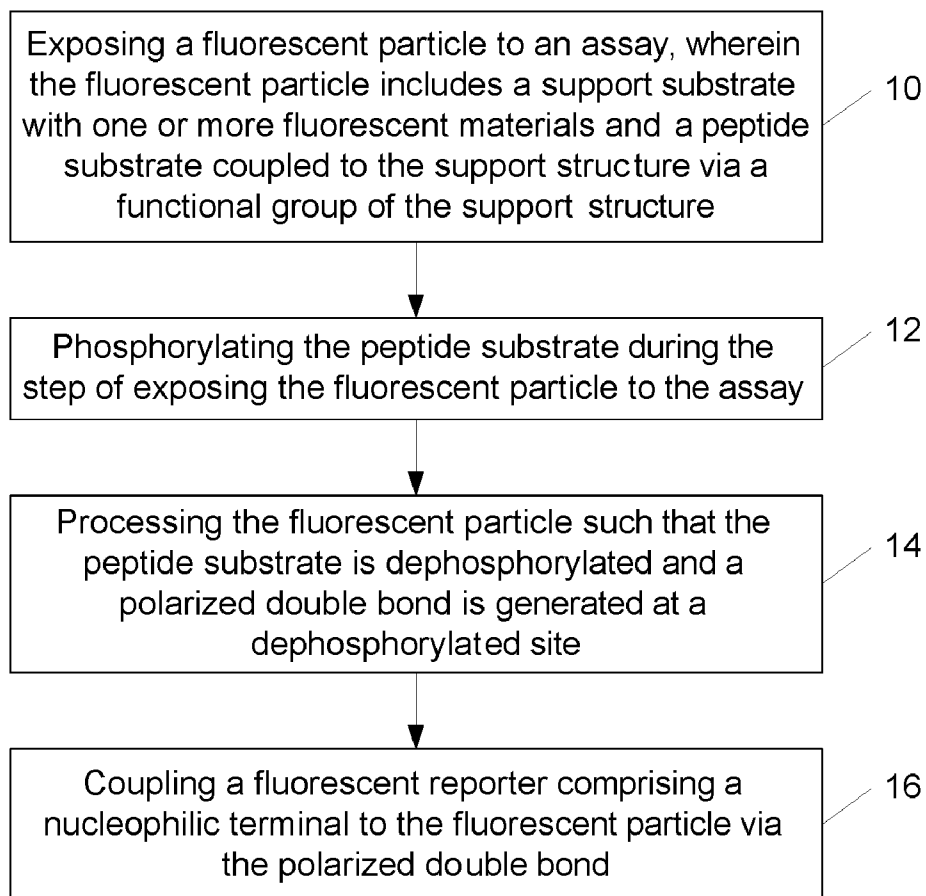 Exposing a fluorescent particle to an assay, wherein
the fluorescent particle includes a support substrate
with one or more fluorescent materials and a peptide
substrate coupled to the support structure via a
functional group of the support structure
10
Phosphorylating the peptide substrate during the
step of exposing the fluorescent particle to the assay
12
Processing the fluorescent particle such that the
peptide substrate is dephosphorylated and a
polarized double bond is generated at a
dephosphorylated site
14
Coupling a fluorescent reporter comprising a
nucleophilic terminal to the fluorescent particle via
the polarized double bond
16